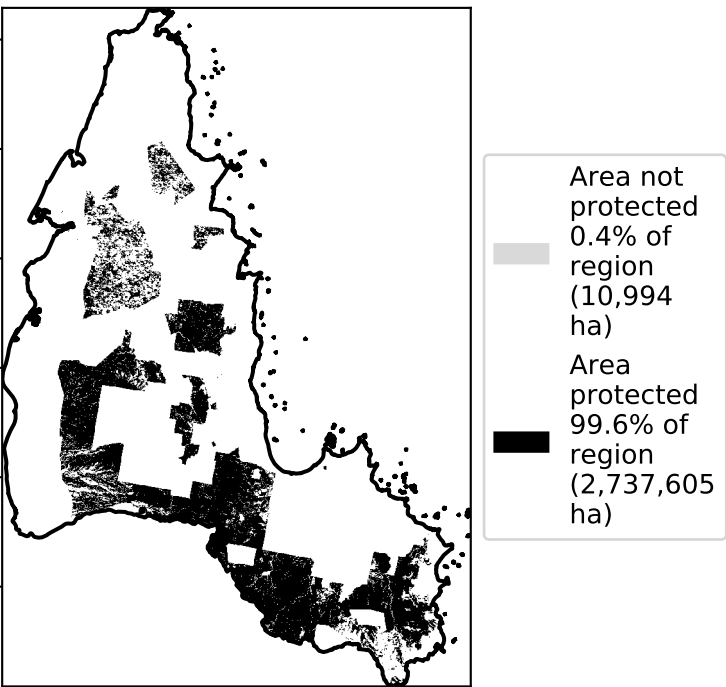 Area not
protected
0.4% of
region
(10,994
ha)
Area
protected
99.6% of
region
(2,737,605
ha)